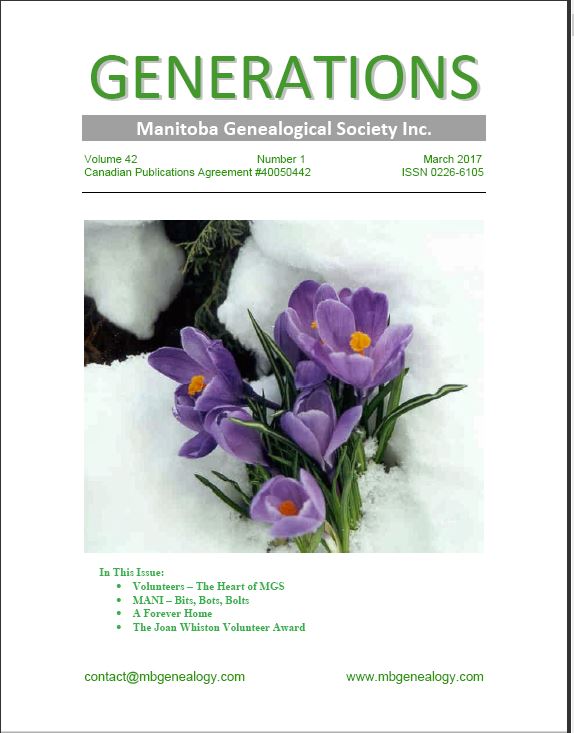 GENERATIONS
Manitoba Genealogical Society Inc.
Volume 42 Number 1 March 2017
Canadian Publications Agreement #40050442 ISSN 0226-6105
In This Issue:
• Volunteers – The Heart of MGS
• MANI – Bits, Bots, Bolts
• A Forever Home
• The Joan Whiston Volunteer Award
contact@mbgenealogy.com www.mbgenealogy.com